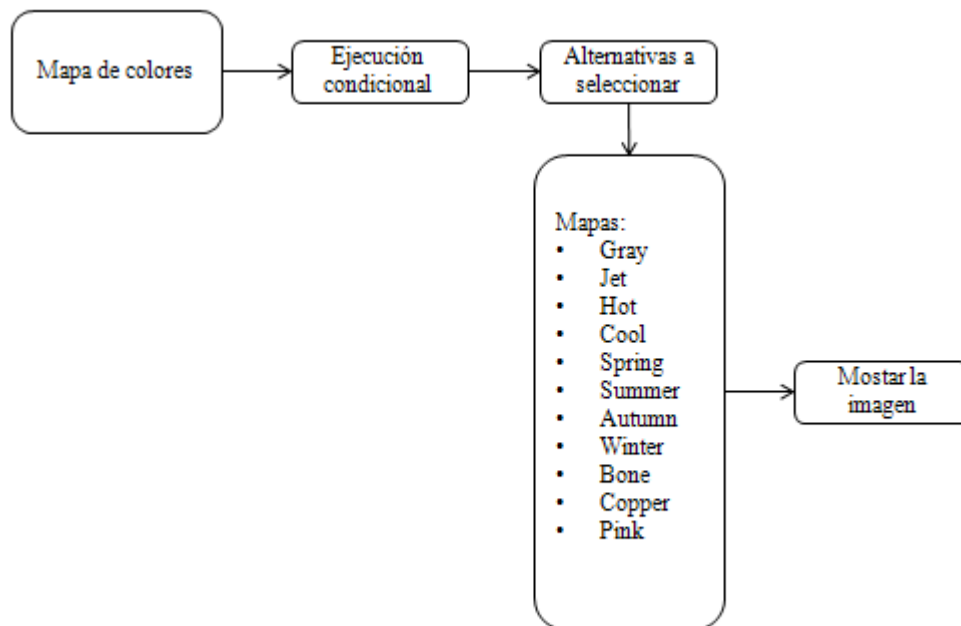 Mapa de colores
Ejecución
condicional
Alternativas a
seleccionar
Mapas:
• Gray
• Jet
• Hot
• Cool
• Spring
• Summer
• Autumn
• Winter
• Bone
• Copper
• Pink
Mostar la
imagen